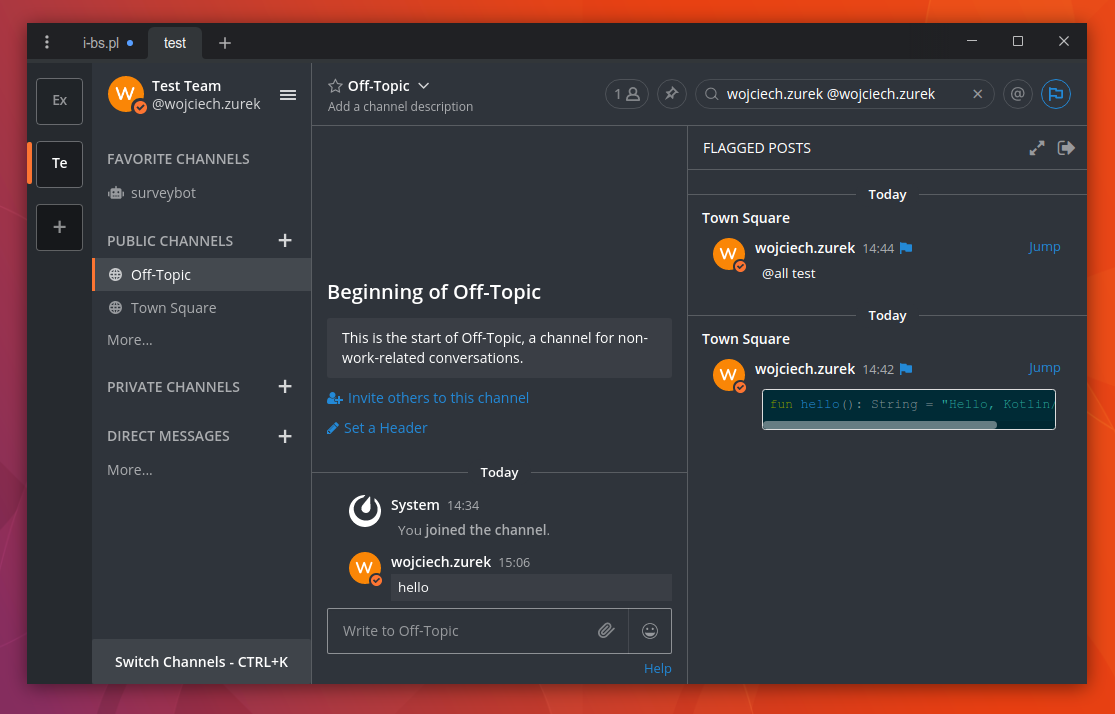 i-bs.pl
test
Ex
Te
W
Test Team
@wojciech.zurek
FAVORITE CHANNELS
surveybot
PUBLIC CHANNELS
Off-Topic
Town Square
More...
PRIVATE CHANNELS
DIRECT MESSAGES
More...
Switch Channels - CTRL+K
Off-Topic
Add a channel description
1
wojciech.zurek @wojciech.zurek
@
Beginning of Off-Topic
This is the start of Off-Topic, a channel for non-
work-related conversations.
Invite others to this channel
Set a Header
Today
System 14:34
You joined the channel.
W
wojciech.zurek 15:06
hello
Write to Off-Topic
Help
FLAGGED POSTS
Today
Town Square
W
wojciech.zurek 14:44
Jump
@all test
Today
Town Square
W
wojciech.zurek 14:42
Jump
fun hello(): String = "Hello, Kotlin/